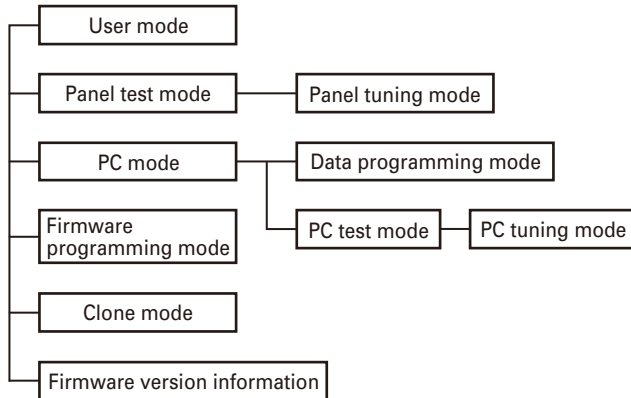 User mode
Panel test mode
Panel tuning mode
PC mode
Data programming mode
Firmware
programming mode
PC test mode
PC tuning mode
Clone mode
Firmware version information